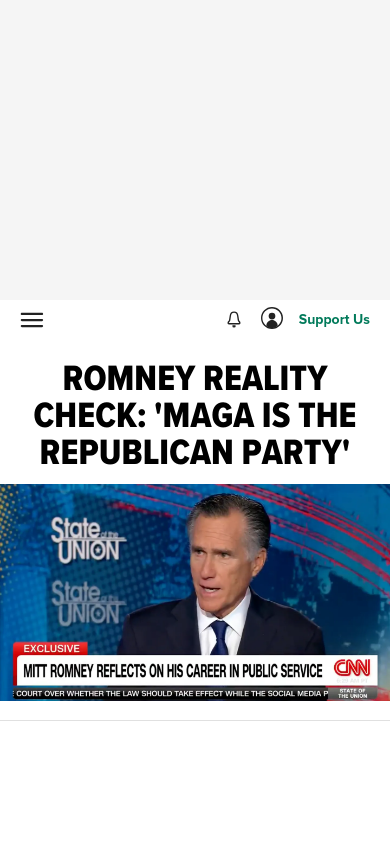 Support Us
ROMNEY REALITY
CHECK: 'MAGA IS THE
REPUBLICAN PARTY'
State of the
UNION
State of the
UNION
EXCLUSIVE
MITT ROMNEY REFLECTS ON HIS CAREER IN PUBLIC SERVICE
CNN
COURT OVER WHETHER THE LAW SHOULD TAKE EFFECT WHILE THE SOCIAL MEDIA P
STATE OF
THE UNION